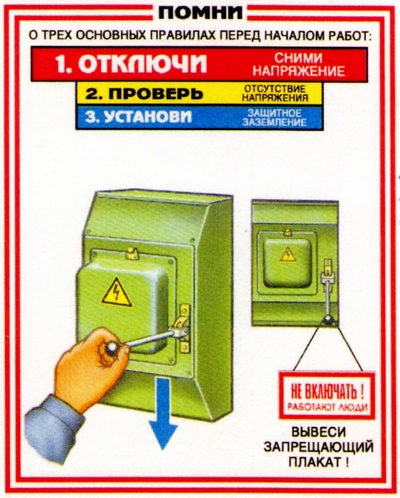 ПОМНИ
О ТРЕХ ОСНОВНЫХ ПРАВИЛАХ ПЕРЕД НАЧАЛОМ РАБОТ:
1. ОТКЛЮЧИ СНИМИ НАПРЯЖЕНИЕ
2. ПРОВЕРЬ ОТСУТСТВИЕ НАПРЯЖЕНИЯ
3. УСТАНОВИ ЗАЩИТНОЕ ЗАЗЕМЛЕНИЕ
НЕ ВКЛЮЧАТЬ !
РАБОТАЮТ ЛЮДИ
ВЫВЕСИ
ЗАПРЕЩАЮЩИЙ
ПЛАКАТ !